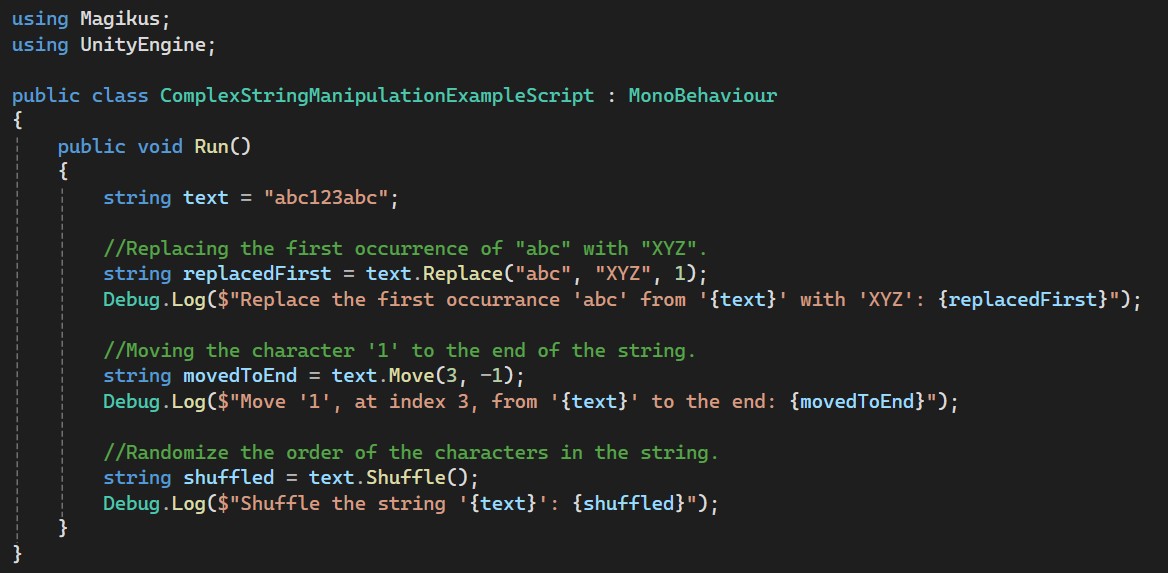 using Magikus;
using UnityEngine;

public class ComplexStringManipulationExampleScript : MonoBehaviour
{
    public void Run()
    {
        string text = "abc123abc";

        //Replacing the first occurrence of "abc" with "XYZ".
        string replacedFirst = text.Replace("abc", "XYZ", 1);
        Debug.Log($"Replace the first occurrance 'abc' from '{text}' with 'XYZ': {replacedFirst}");

        //Moving the character '1' to the end of the string.
        string movedToEnd = text.Move(3, -1);
        Debug.Log($"Move '1', at index 3, from '{text}' to the end: {movedToEnd}");

        //Randomize the order of the characters in the string.
        string shuffled = text.Shuffle();
        Debug.Log($"Shuffle the string '{text}': {shuffled}");
    }
}